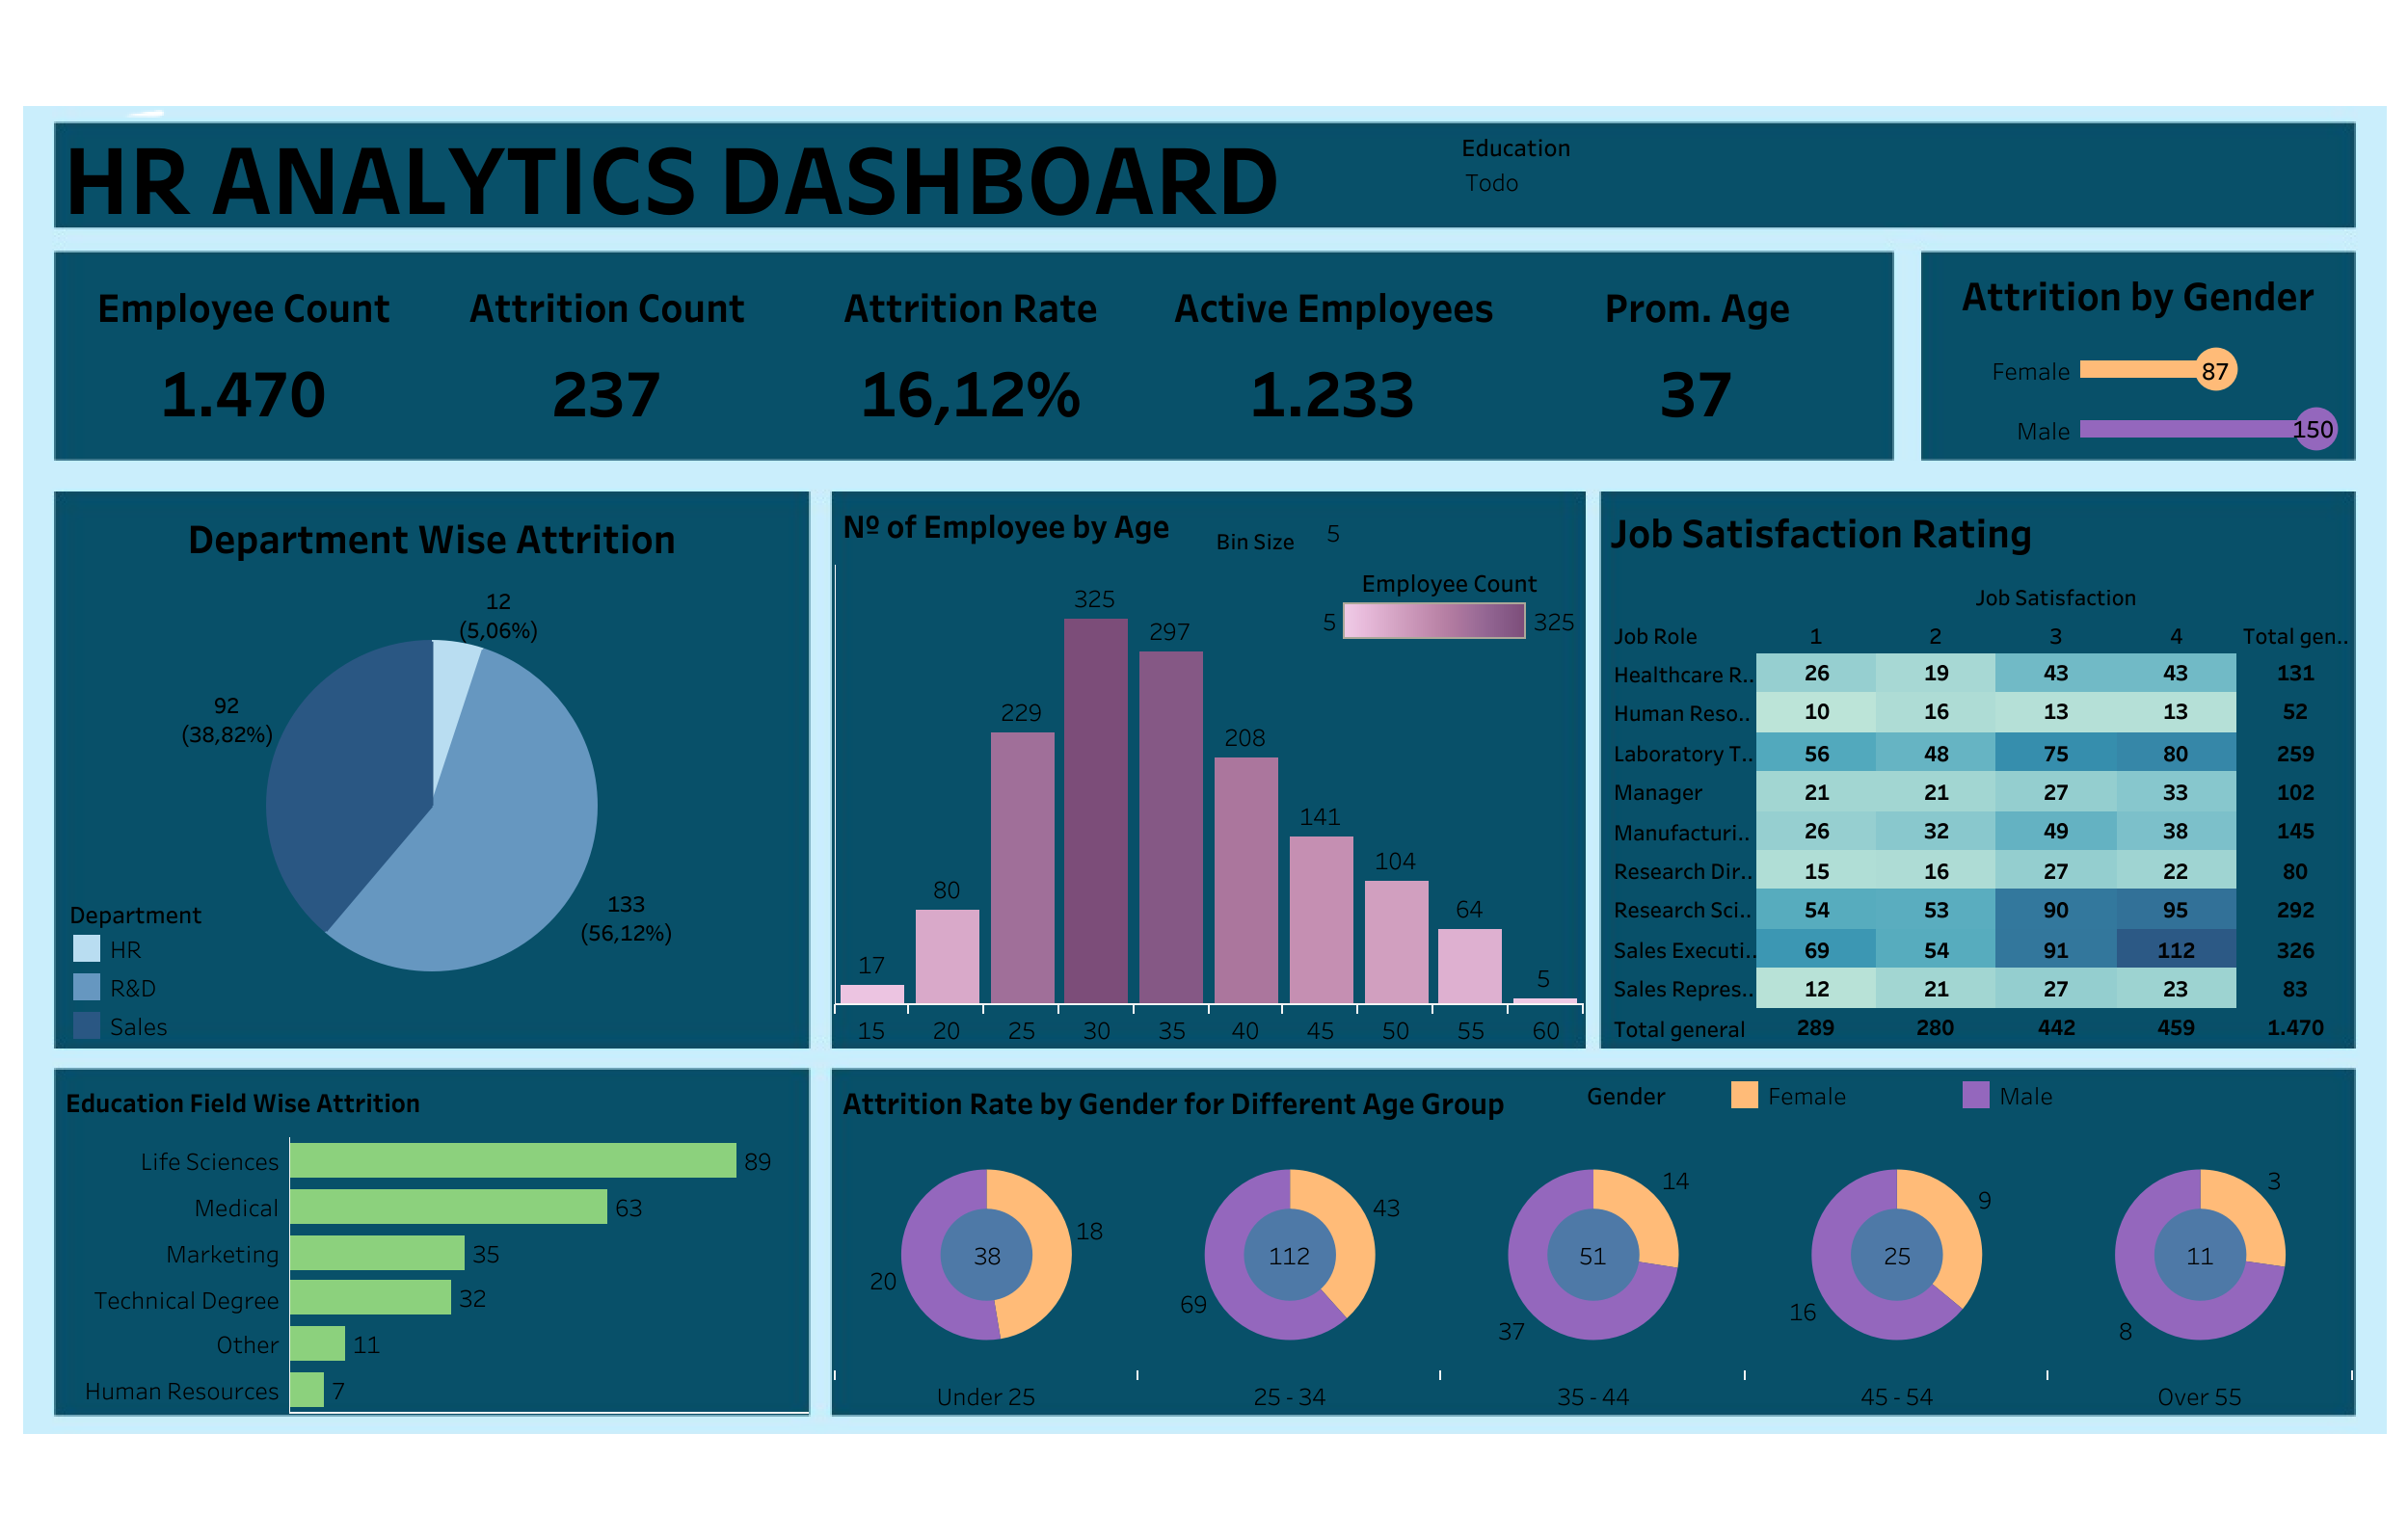 HR ANALYTICS DASHBOARD
Education
Todo
Employee Count Attrition Count Attrition Rate Active Employees Prom. Age
1.470 237 16,12% 1.233 37
Attrition by Gender
Female 87
Male 150
Department Wise Attrition
12
(5,06%)
92
(38,82%)
133
(56,12%)
Department
HR
R&D
Sales
Nº of Employee by Age
Bin Size 5
Employee Count
5 325
17 80 229 325 297 208 141 104 64 5
15 20 25 30 35 40 45 50 55 60
Job Satisfaction Rating
Job Satisfaction
Job Role 1 2 3 4 Total gen..
Healthcare R.. 26 19 43 43 131
Human Reso.. 10 16 13 13 52
Laboratory T.. 56 48 75 80 259
Manager 21 21 27 33 102
Manufacturi.. 26 32 49 38 145
Research Dir.. 15 16 27 22 80
Research Sci.. 54 53 90 95 292
Sales Executi.. 69 54 91 112 326
Sales Repres.. 12 21 27 23 83
Total general 289 280 442 459 1.470
Education Field Wise Attrition
Life Sciences 89
Medical 63
Marketing 35
Technical Degree 32
Other 11
Human Resources 7
Attrition Rate by Gender for Different Age Group
Gender Female Male
38 18 20
112 43 69
51 14 37
25 9 16
11 3 8
Under 25 25 - 34 35 - 44 45 - 54 Over 55